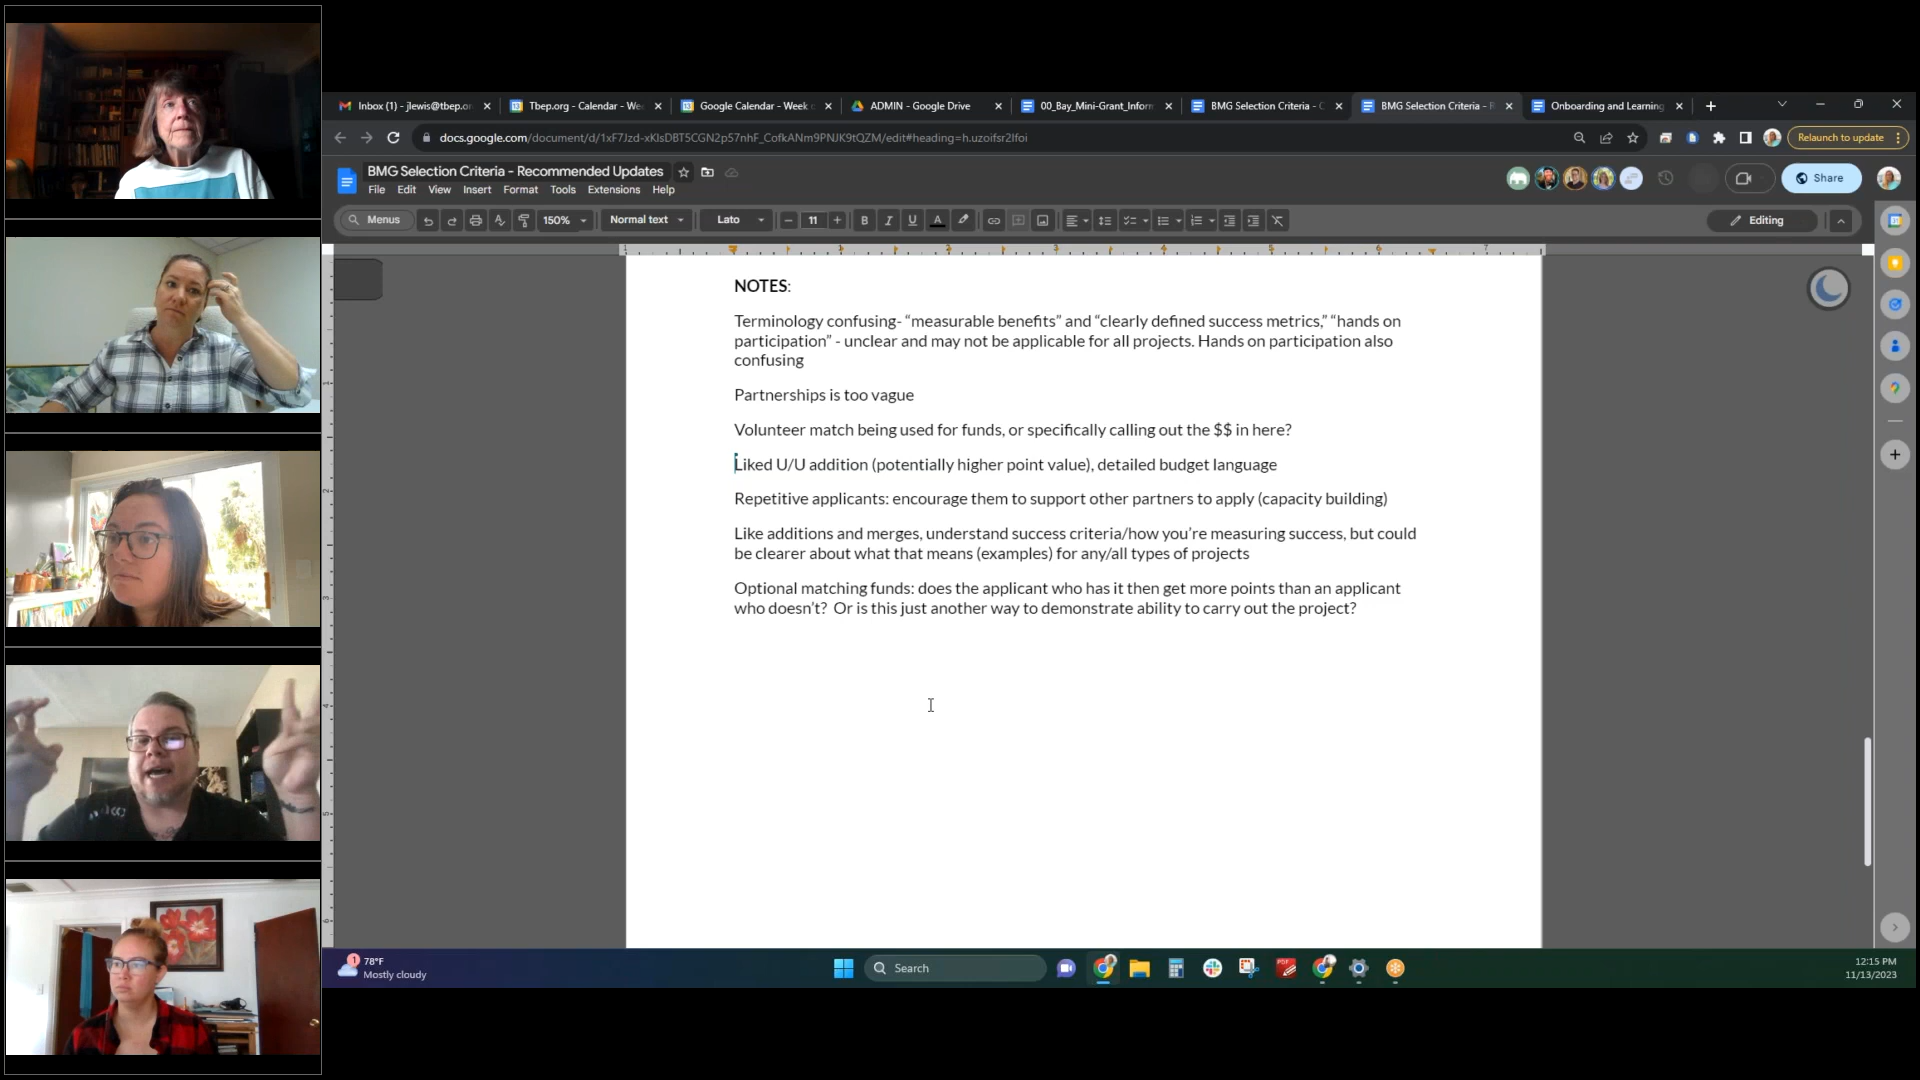 Inbox (1) - jlewis@tbep.or
Tbep.org - Calendar - We
Google Calendar - Week
ADMIN - Google Drive
00_Bay_Mini-Grant_Inform
BMG Selection Criteria - C
BMG Selection Criteria - R
Onboarding and Learning
Relaunch to update
BMG Selection Criteria - Recommended Updates
File Edit View Insert Format Tools Extensions Help
Share
Menus 150% Normal text Lato 11 B I U A Editing
NOTES:
Terminology confusing- “measurable benefits” and “clearly defined success metrics,” “hands on
participation” - unclear and may not be applicable for all projects. Hands on participation also
confusing
Partnerships is too vague
Volunteer match being used for funds, or specifically calling out the $$ in here?
Liked U/U addition (potentially higher point value), detailed budget language
Repetitive applicants: encourage them to support other partners to apply (capacity building)
Like additions and merges, understand success criteria/how you’re measuring success, but could
be clearer about what that means (examples) for any/all types of projects
Optional matching funds: does the applicant who has it then get more points than an applicant
who doesn’t? Or is this just another way to demonstrate ability to carry out the project?
1
78°F
Mostly cloudy
Search
12:15 PM
11/13/2023